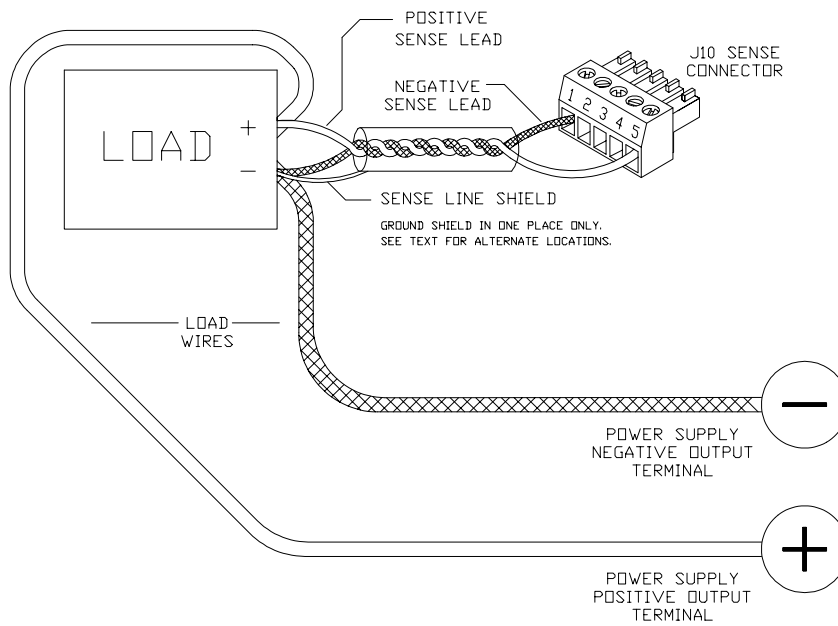 POSITIVE
SENSE LEAD
J10 SENSE
CONNECTOR
NEGATIVE
SENSE LEAD
1 2 3 4 5
LOAD
+
−
SENSE LINE SHIELD
GROUND SHIELD IN ONE PLACE ONLY.
SEE TEXT FOR ALTERNATE LOCATIONS.
LOAD
WIRES
−
POWER SUPPLY
NEGATIVE OUTPUT
TERMINAL
+
POWER SUPPLY
POSITIVE OUTPUT
TERMINAL